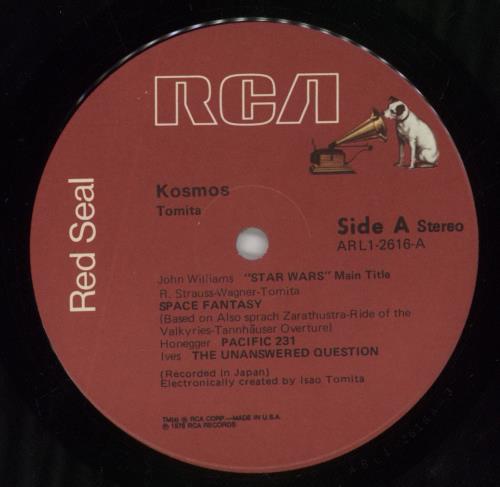 RCA
Red Seal
Kosmos
Tomita
Side A Stereo
ARL1-2616-A
John Williams "STAR WARS" Main Title
R. Strauss-Wagner-Tomita
SPACE FANTASY
(Based on Also sprach Zarathustra-Ride of the
Valkyries-Tannhäuser Overture)
Honegger PACIFIC 231
Ives THE UNANSWERED QUESTION
(Recorded in Japan)
Electronically created by Isao Tomita
TM(s) ® RCA CORP.—MADE IN U.S.A.
℗ 1978 RCA RECORDS